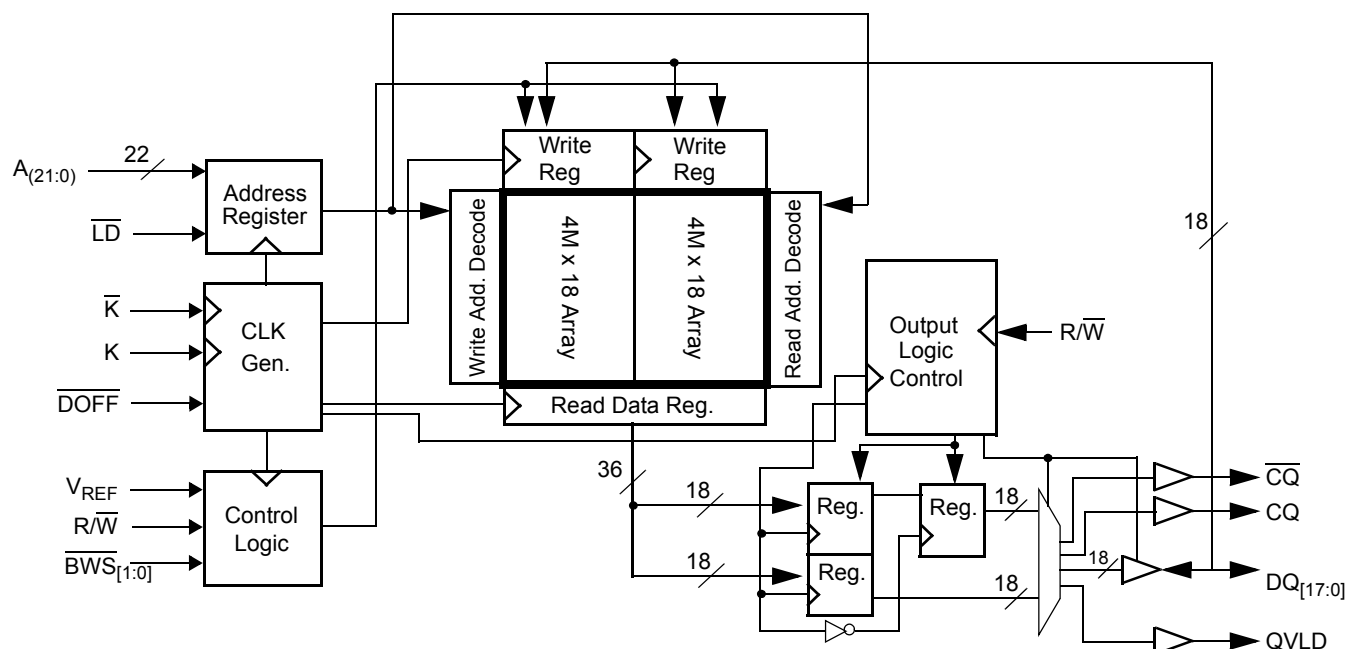 22
A(21:0)
LD
Address
Register
K
K
DOFF
CLK
Gen.
VREF
R/W
BWS[1:0]
Control
Logic
Write
Reg
Write
Reg
Write Add. Decode
4M x 18 Array
4M x 18 Array
Read Add. Decode
Read Data Reg.
18
Output
Logic
Control
R/W
36
18
18
Reg.
Reg.
Reg.
18
18
18
CQ
CQ
DQ[17:0]
QVLD